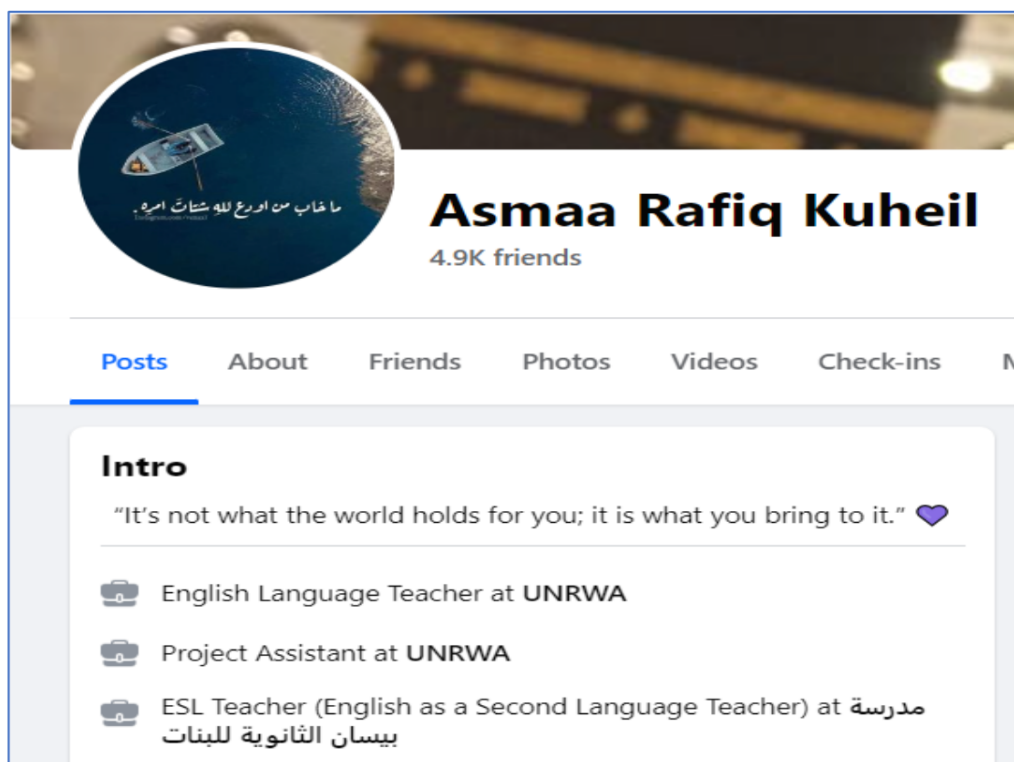 ما خاب من اودع للهِ شتاتَ امره.
Asmaa Rafiq Kuheil
4.9K friends
Posts
About
Friends
Photos
Videos
Check-ins
Intro
“It’s not what the world holds for you; it is what you bring to it.” 💜
English Language Teacher at UNRWA
Project Assistant at UNRWA
ESL Teacher (English as a Second Language Teacher) at مدرسة
بيسان الثانوية للبنات